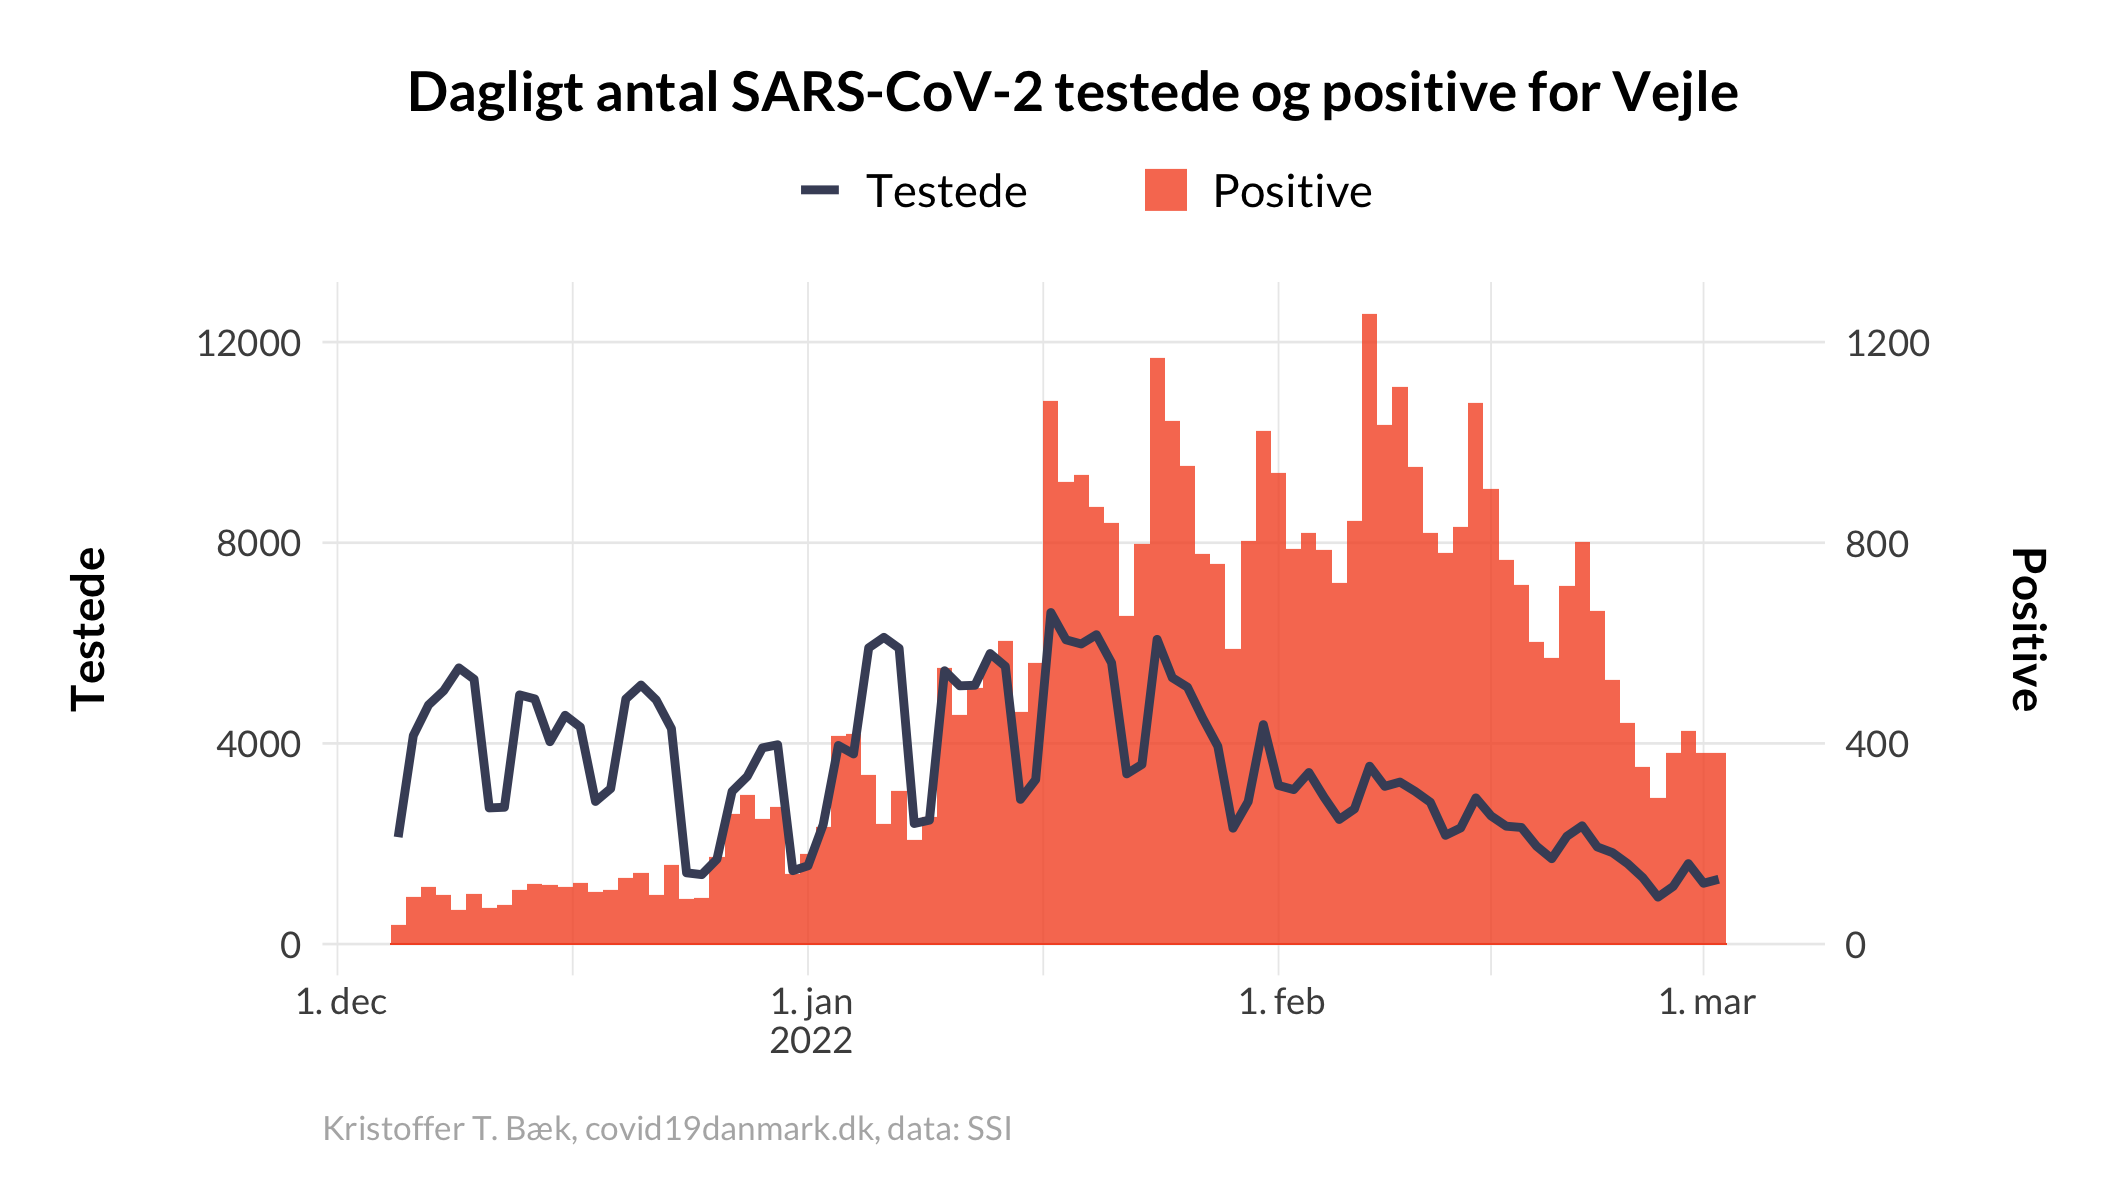 Dagligt antal SARS-CoV-2 testede og positive for Vejle
Testede
Positive
12000
8000
4000
0
Testede
1200
800
400
0
Positive
1. dec
1. jan
2022
1. feb
1. mar
Kristoffer T. Bæk, covid19danmark.dk, data: SSI